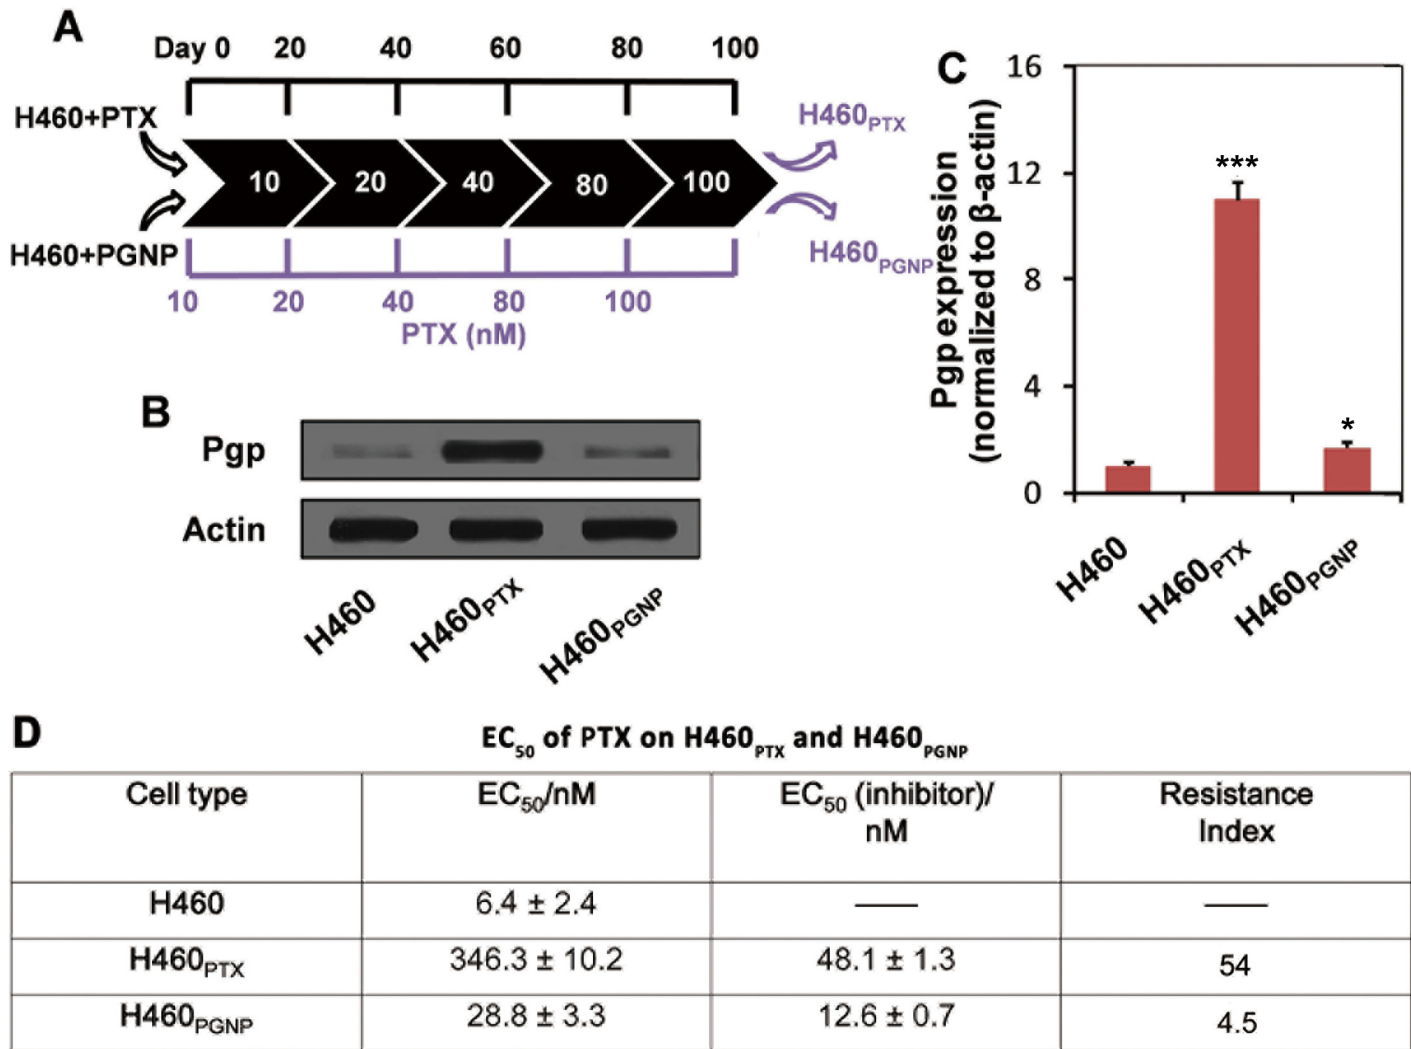 A
Day 0 20 40 60 80 100
H460+PTX
H460+PGNP
10 20 40 80 100
H460PTX
H460PGNP
10 20 40 80 100
PTX (nM)
B
Pgp
Actin
H460 H460PTX H460PGNP
C
Pgp expression
(normalized to β-actin)
16
12
8
4
0
***
*
H460 H460PTX H460PGNP
D
EC50 of PTX on H460PTX and H460PGNP
Cell type EC50/nM EC50 (inhibitor)/ Resistance
nM Index
H460 6.4 ± 2.4 — —
H460PTX 346.3 ± 10.2 48.1 ± 1.3 54
H460PGNP 28.8 ± 3.3 12.6 ± 0.7 4.5